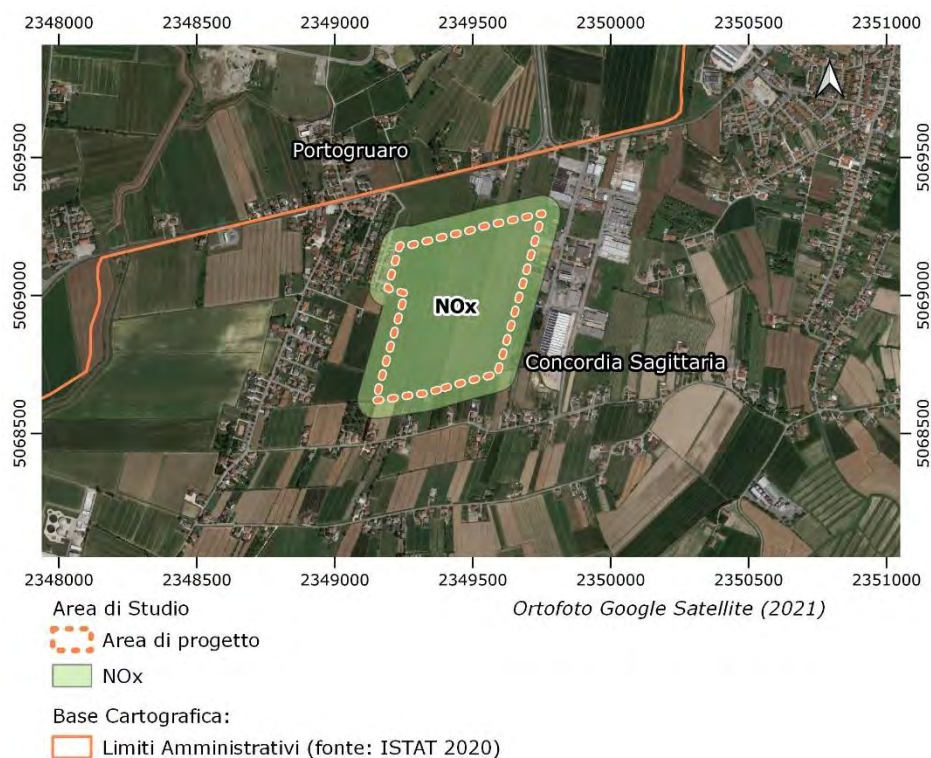 2348000 2348500 2349000 2349500 2350000 2350500 2351000
5069500 5069500
Portogruaro
5069000 5069000
NOx
Concordia Sagittaria
5068500 5068500
2348000 2348500 2349000 2349500 2350000 2350500 2351000
Area di Studio
Ortofoto Google Satellite (2021)
Area di progetto
NOx
Base Cartografica:
Limiti Amministrativi (fonte: ISTAT 2020)